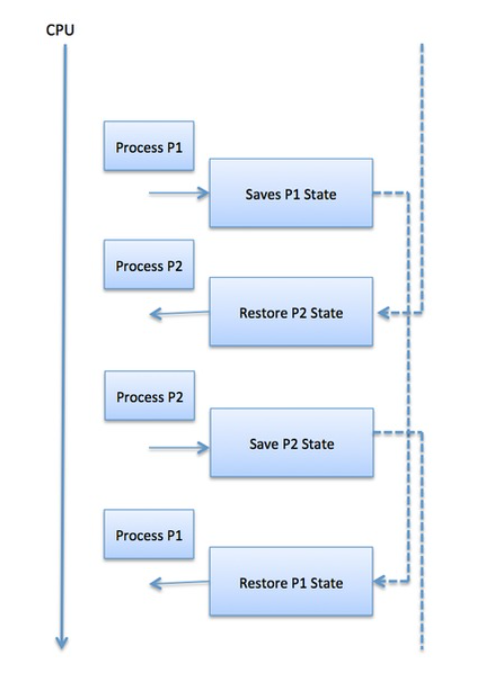 CPU
Process P1
Saves P1 State
Process P2
Restore P2 State
Process P2
Save P2 State
Process P1
Restore P1 State